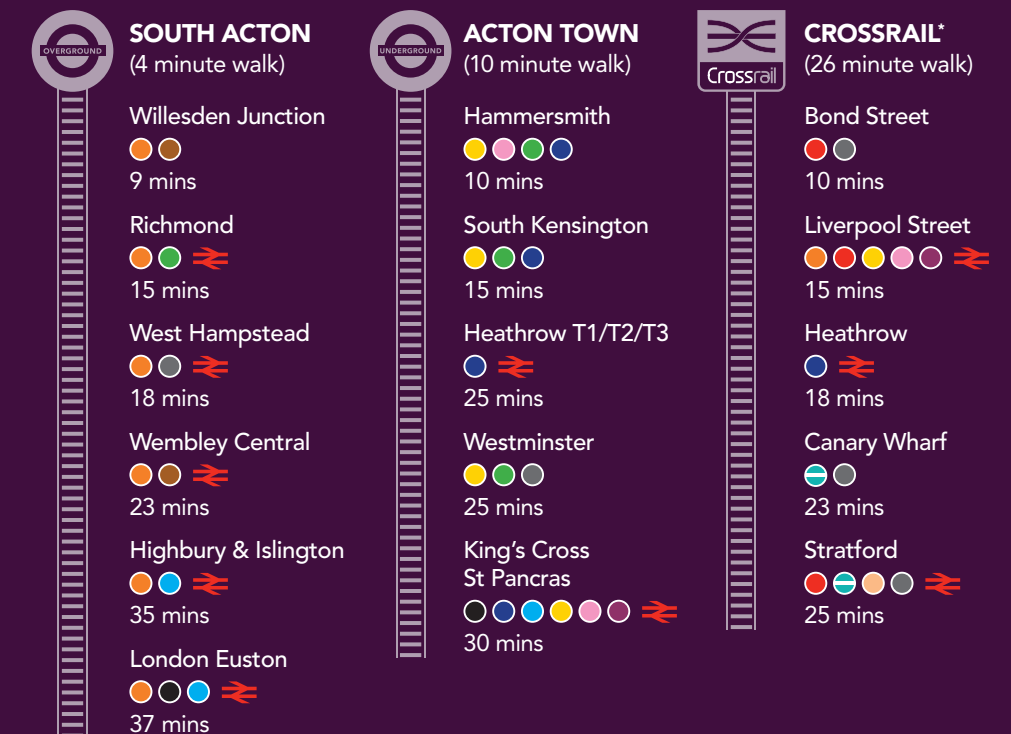 OVERGROUND
SOUTH ACTON
(4 minute walk)
Willesden Junction
9 mins
Richmond
15 mins
West Hampstead
18 mins
Wembley Central
23 mins
Highbury & Islington
35 mins
London Euston
37 mins
UNDERGROUND
ACTON TOWN
(10 minute walk)
Hammersmith
10 mins
South Kensington
15 mins
Heathrow T1/T2/T3
25 mins
Westminster
25 mins
King's Cross
St Pancras
30 mins
Crossrail
CROSSRAIL*
(26 minute walk)
Bond Street
10 mins
Liverpool Street
15 mins
Heathrow
18 mins
Canary Wharf
23 mins
Stratford
25 mins